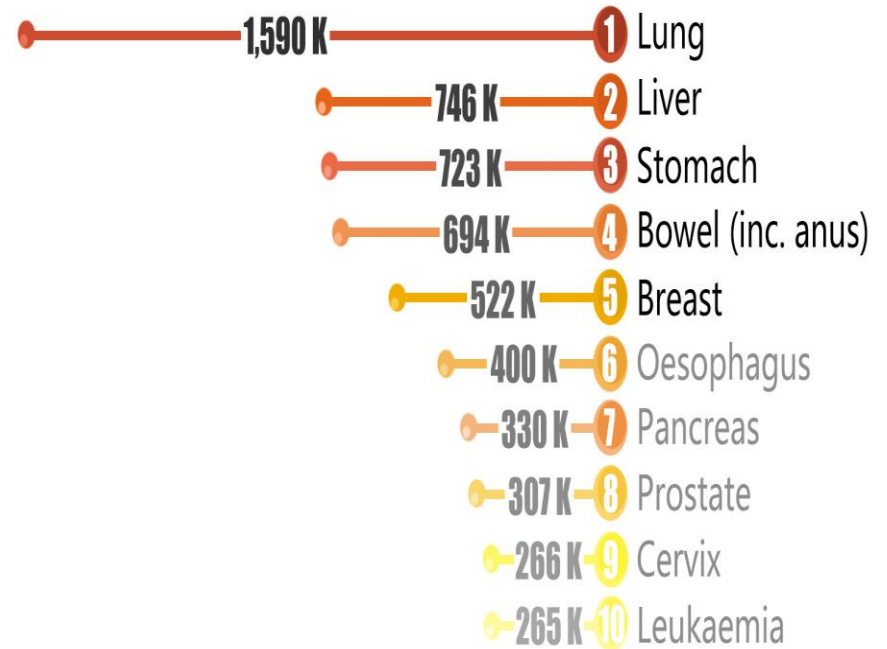 1,590 K 1 Lung
746 K 2 Liver
723 K 3 Stomach
694 K 4 Bowel (inc. anus)
522 K 5 Breast
400 K 6 Oesophagus
330 K 7 Pancreas
307 K 8 Prostate
266 K 9 Cervix
265 K 10 Leukaemia